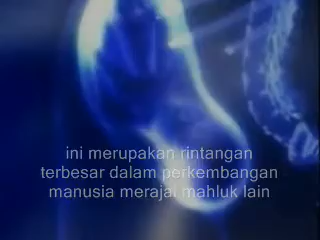 ini merupakan rintangan
terbesar dalam perkembangan
manusia merajai mahluk lain